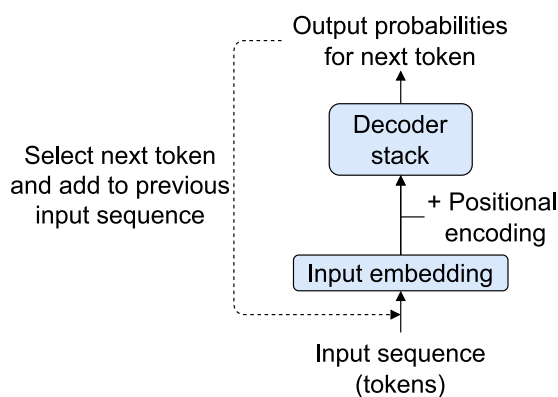 Output probabilities
for next token
Decoder
stack
Select next token
and add to previous
input sequence
+ Positional
encoding
Input embedding
Input sequence
(tokens)